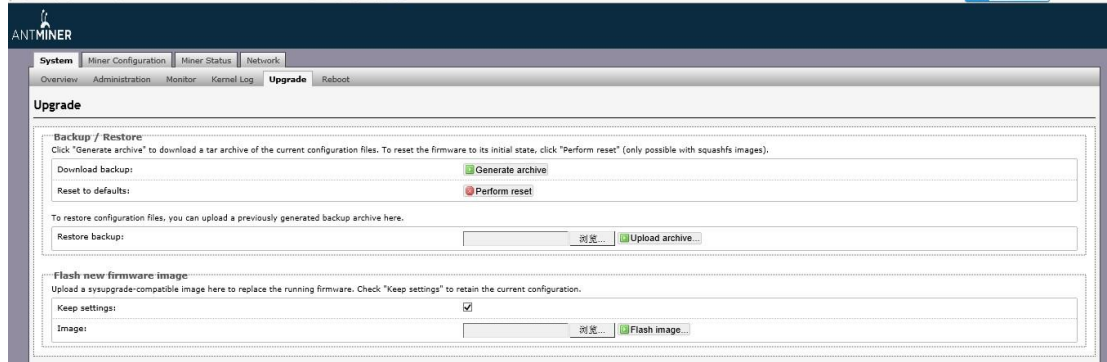 ANTMINER
System Miner Configuration Miner Status Network
Overview Administration Monitor Kernel Log Upgrade Reboot
Upgrade
Backup / Restore
Click "Generate archive" to download a tar archive of the current configuration files. To reset the firmware to its initial state, click "Perform reset" (only possible with squashfs images).
Download backup: Generate archive
Reset to defaults: Perform reset
To restore configuration files, you can upload a previously generated backup archive here.
Restore backup: 浏览... Upload archive...
Flash new firmware image
Upload a sysupgrade-compatible image here to replace the running firmware. Check "Keep settings" to retain the current configuration.
Keep settings:
Image: 浏览... Flash image...